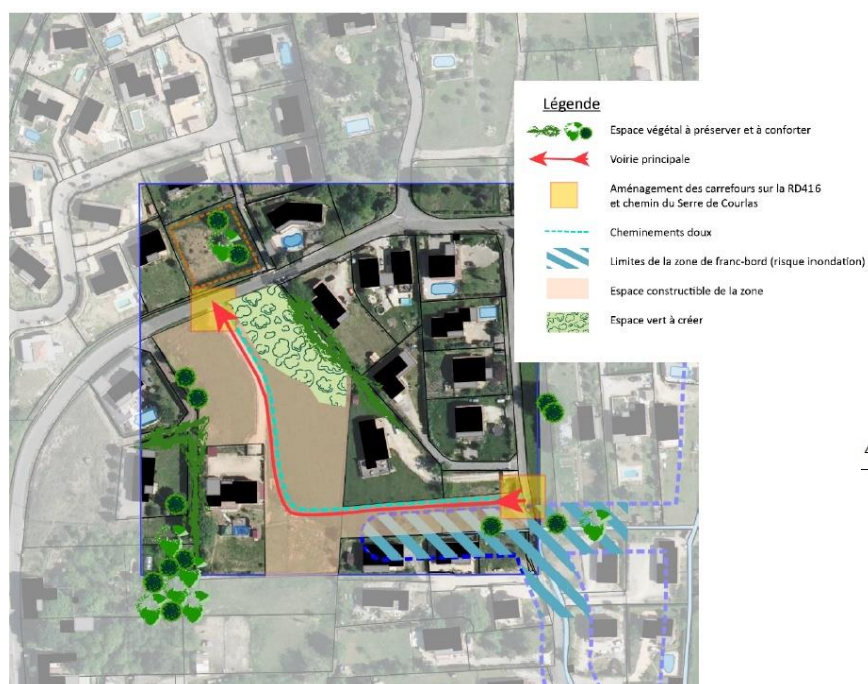 Légende
Espace végétal à préserver et à conforter
Voirie principale
Aménagement des carrefours sur la RD416
et chemin du Serre de Courlas
Cheminements doux
Limites de la zone de franc-bord (risque inondation)
Espace constructible de la zone
Espace vert à créer